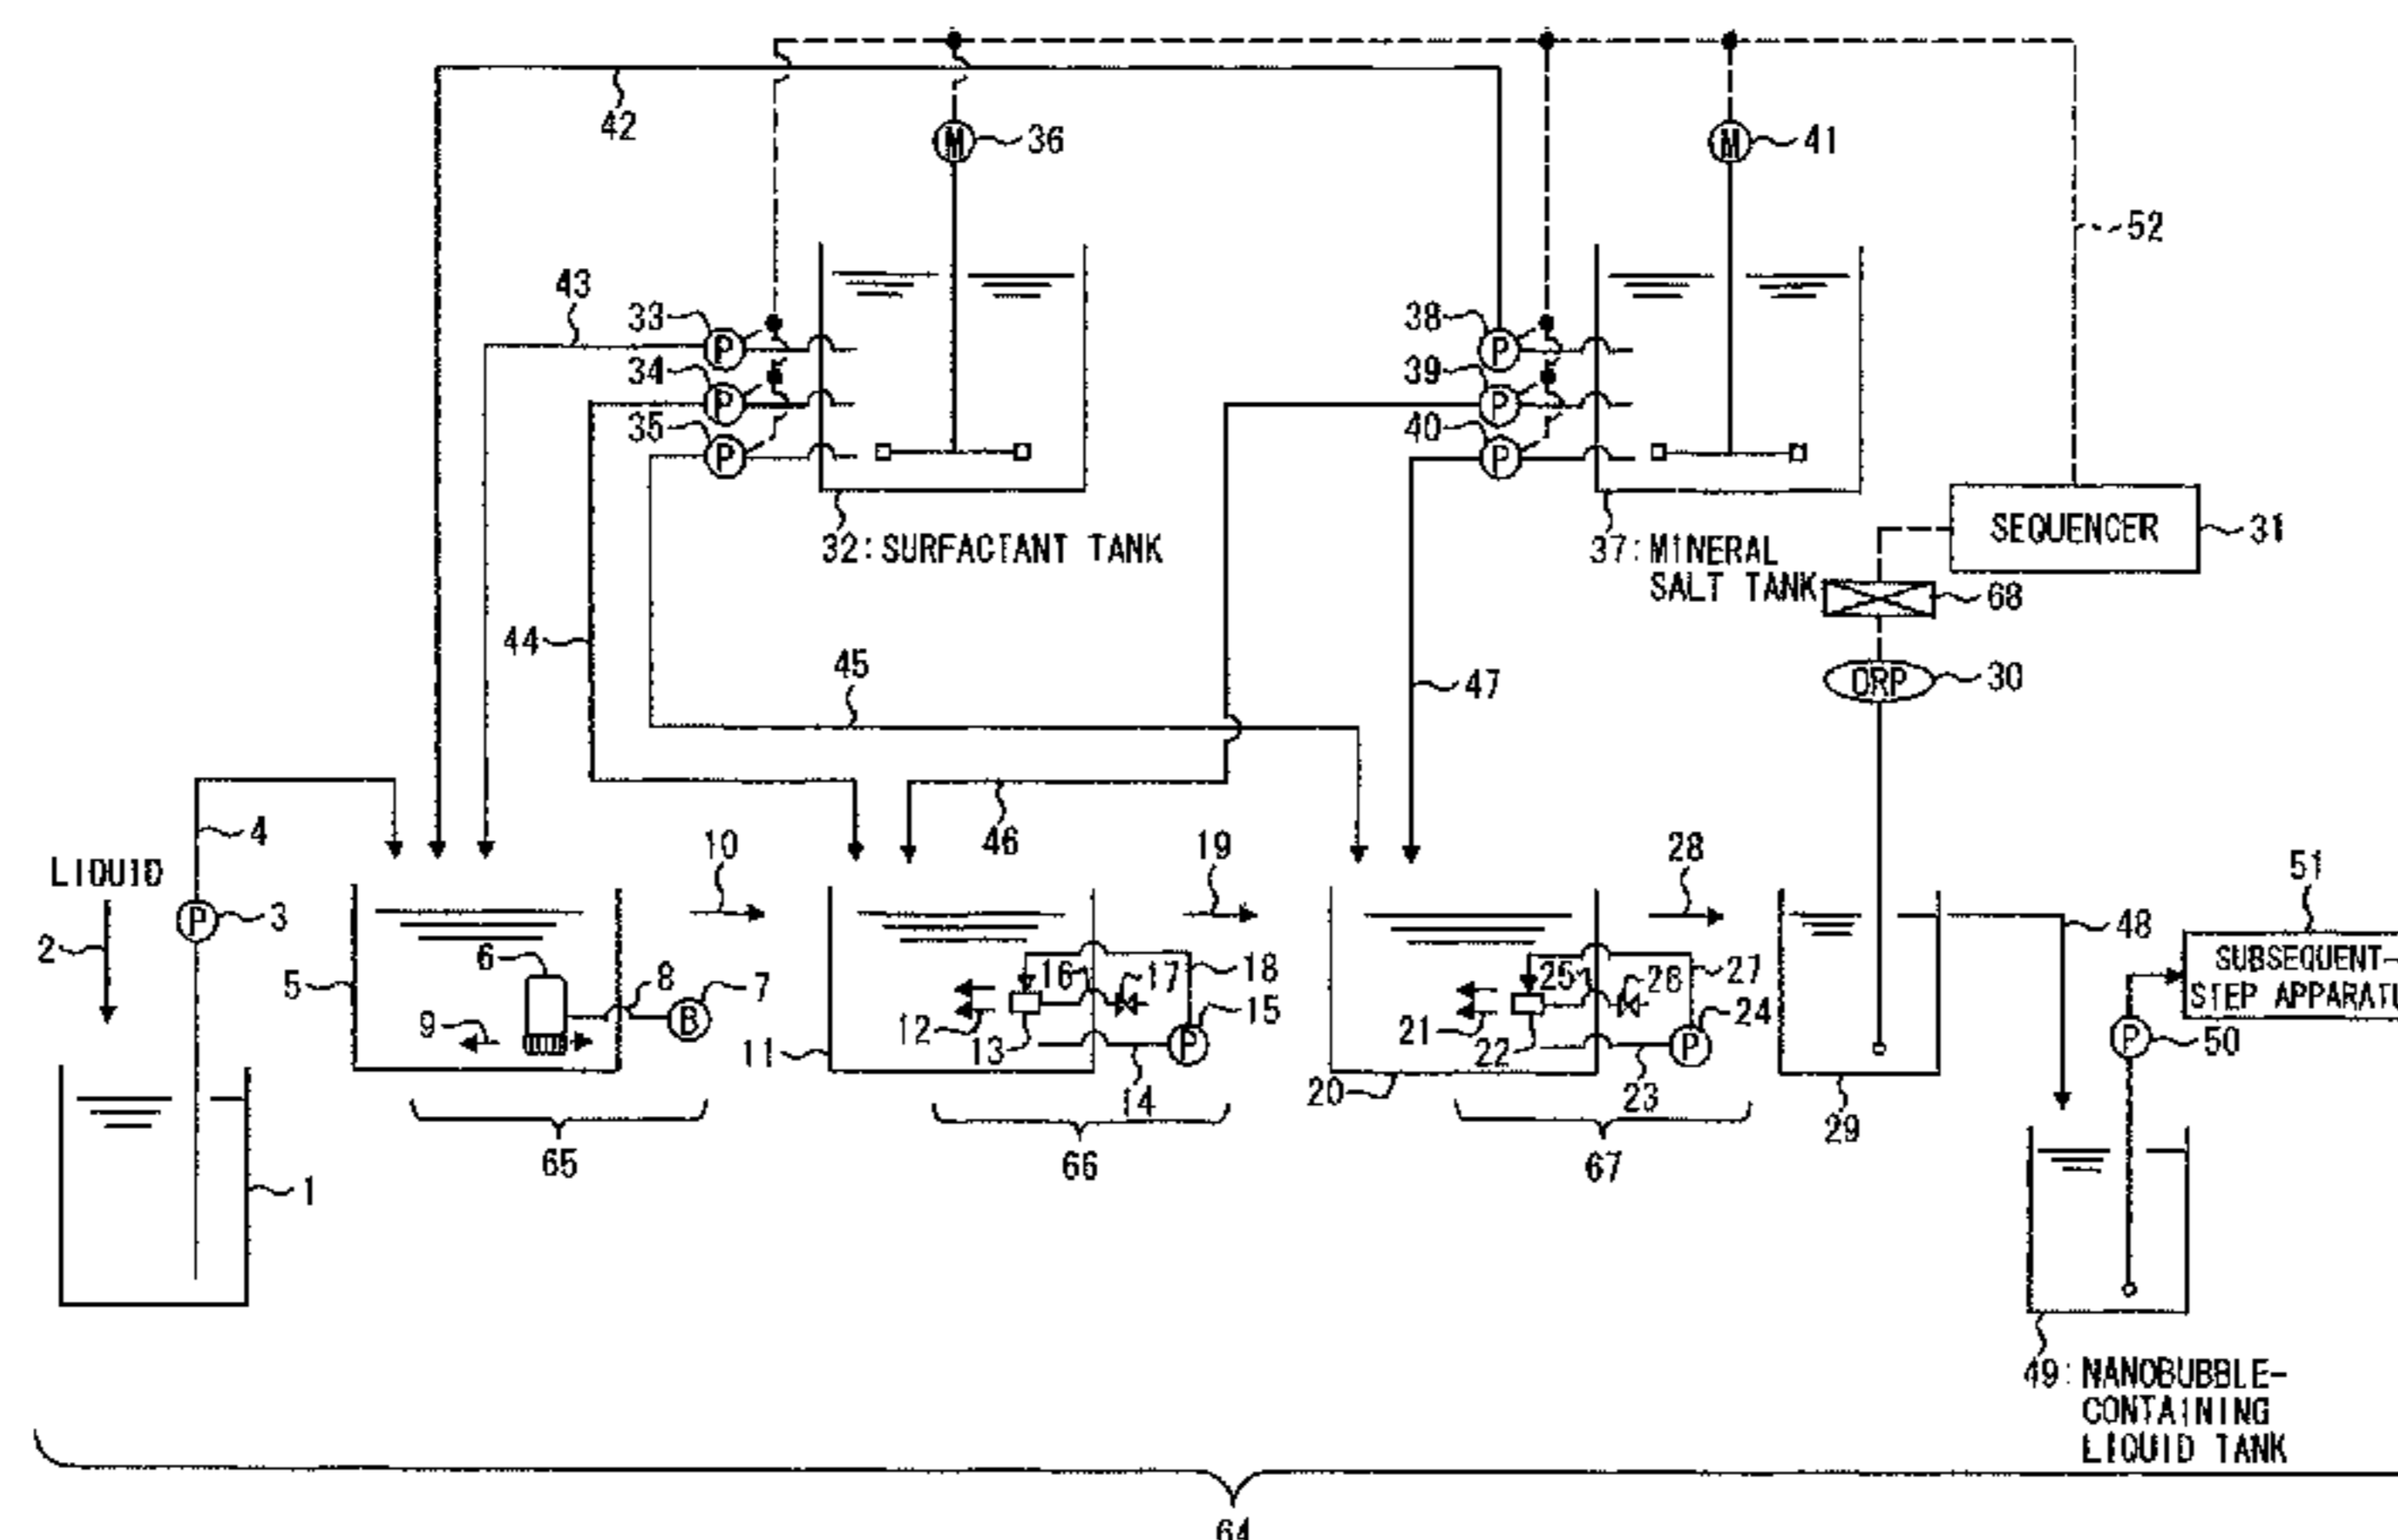 42
M 36
M 41
52
43
33 P
34 P
35 P
38 P
39 P
40 P
32:SURFACTANT TANK
37:MINERAL
SALT TANK
SEQUENCER 31
68
ORP 30
44
45
47
46
4
LIQUID
2
P 3
10
19
28
48
51
SUBSEQUENT-
STEP APPARATU
P 50
5
6
8
7
B
9
11
12
13
16
17
18
15
P
14
20
21
22
25
26
27
24
P
23
29
65
66
67
1
49:NANOBUBBLE-
CONTAINING
LIQUID TANK
64